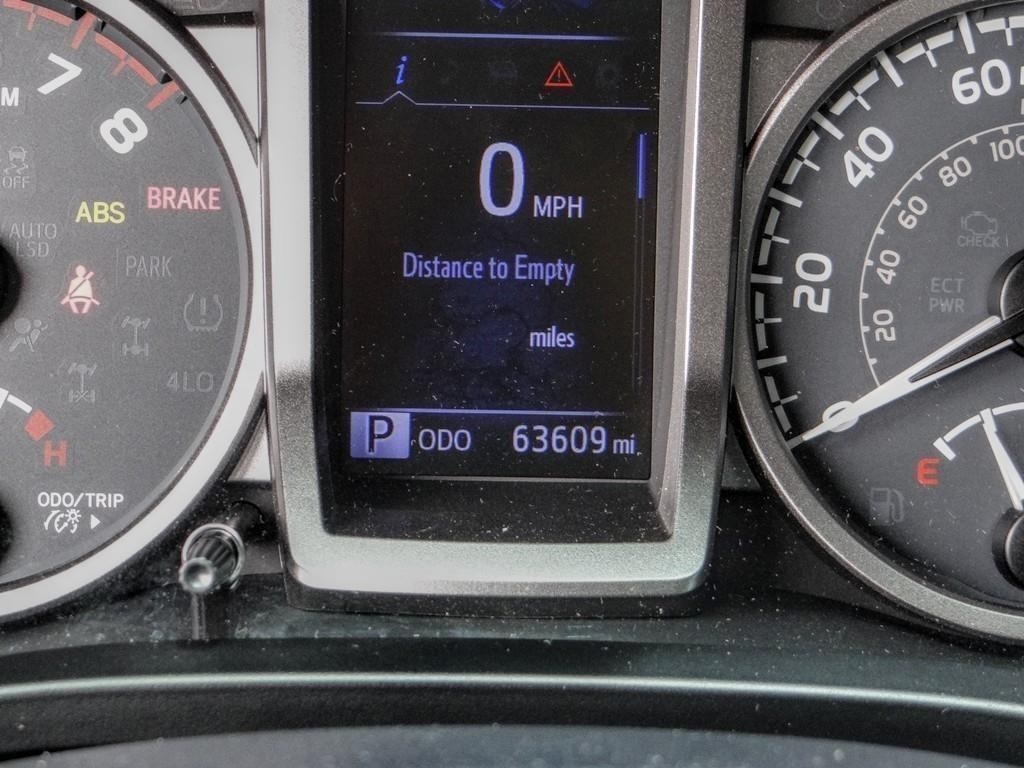 7
8
M
OFF
ABS
BRAKE
AUTO
LSD
PARK
4LO
H
ODO/TRIP
i
0 MPH
Distance to Empty
miles
P ODO 63609 mi
60
40
20
0
100
80
60
40
20
CHECK
ECT
PWR
E